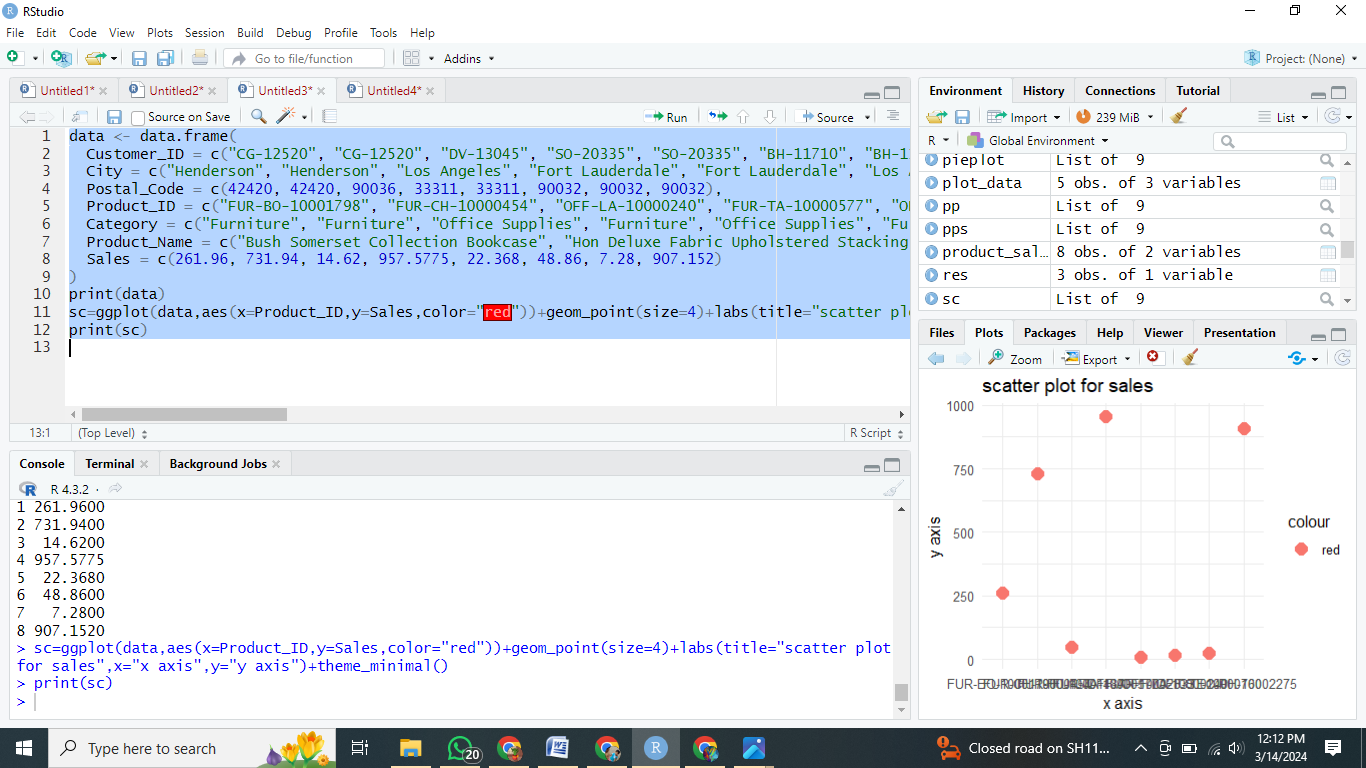 RStudio
File Edit Code View Plots Session Build Debug Profile Tools Help
Go to file/function Addins Project: (None)
Untitled1* Untitled2* Untitled3* Untitled4*
Source on Save Run Source
1 data <- data.frame(
2 Customer_ID = c("CG-12520", "CG-12520", "DV-13045", "SO-20335", "SO-20335", "BH-11710", "BH-1
3 City = c("Henderson", "Henderson", "Los Angeles", "Fort Lauderdale", "Fort Lauderdale", "Los
4 Postal_Code = c(42420, 42420, 90036, 33311, 33311, 90032, 90032, 90032),
5 Product_ID = c("FUR-BO-10001798", "FUR-CH-10000454", "OFF-LA-10000240", "FUR-TA-10000577",
6 Category = c("Furniture", "Furniture", "Office Supplies", "Furniture", "Office Supplies", "Fu
7 Product_Name = c("Bush Somerset Collection Bookcase", "Hon Deluxe Fabric Upholstered Stacking
8 Sales = c(261.96, 731.94, 14.62, 957.5775, 22.368, 48.86, 7.28, 907.152)
9 )
10 print(data)
11 sc=ggplot(data,aes(x=Product_ID,y=Sales,color="red"))+geom_point(size=4)+labs(title="scatter pl
12 print(sc)
13
13:1 (Top Level) R Script
Console Terminal Background Jobs
R 4.3.2 ·
1 261.9600
2 731.9400
3 14.6200
4 957.5775
5 22.3680
6 48.8600
7 7.2800
8 907.1520
> sc=ggplot(data,aes(x=Product_ID,y=Sales,color="red"))+geom_point(size=4)+labs(title="scatter plot
for sales",x="x axis",y="y axis")+theme_minimal()
> print(sc)
>
Environment History Connections Tutorial
Import 239 MiB List
R Global Environment
pieplot List of 9
plot_data 5 obs. of 3 variables
pp List of 9
pps List of 9
product_sal... 8 obs. of 2 variables
res 3 obs. of 1 variable
sc List of 9
Files Plots Packages Help Viewer Presentation
Zoom Export
scatter plot for sales
1000
750
500
250
0
y axis
x axis
colour
red
Type here to search
20
Closed road on SH11...
12:12 PM
3/14/2024